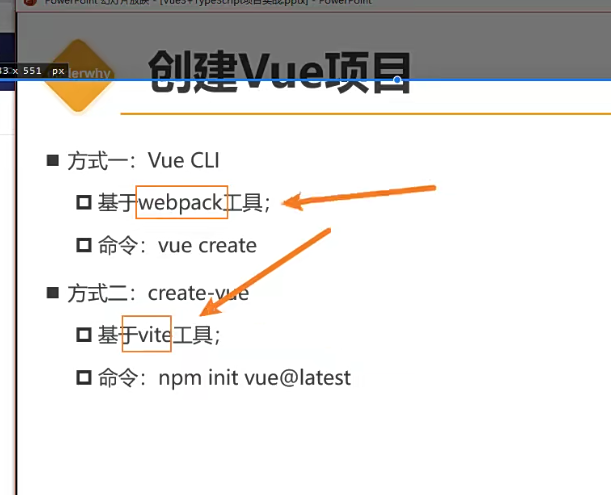 PowerPoint 幻灯片放映 - [Vue3+TypeScript项目实战.pptx] - PowerPoint
创建Vue项目
551 px
方式一：Vue CLI
基于webpack工具；
命令：vue create
方式二：create-vue
基于vite工具；
命令：npm init vue@latest